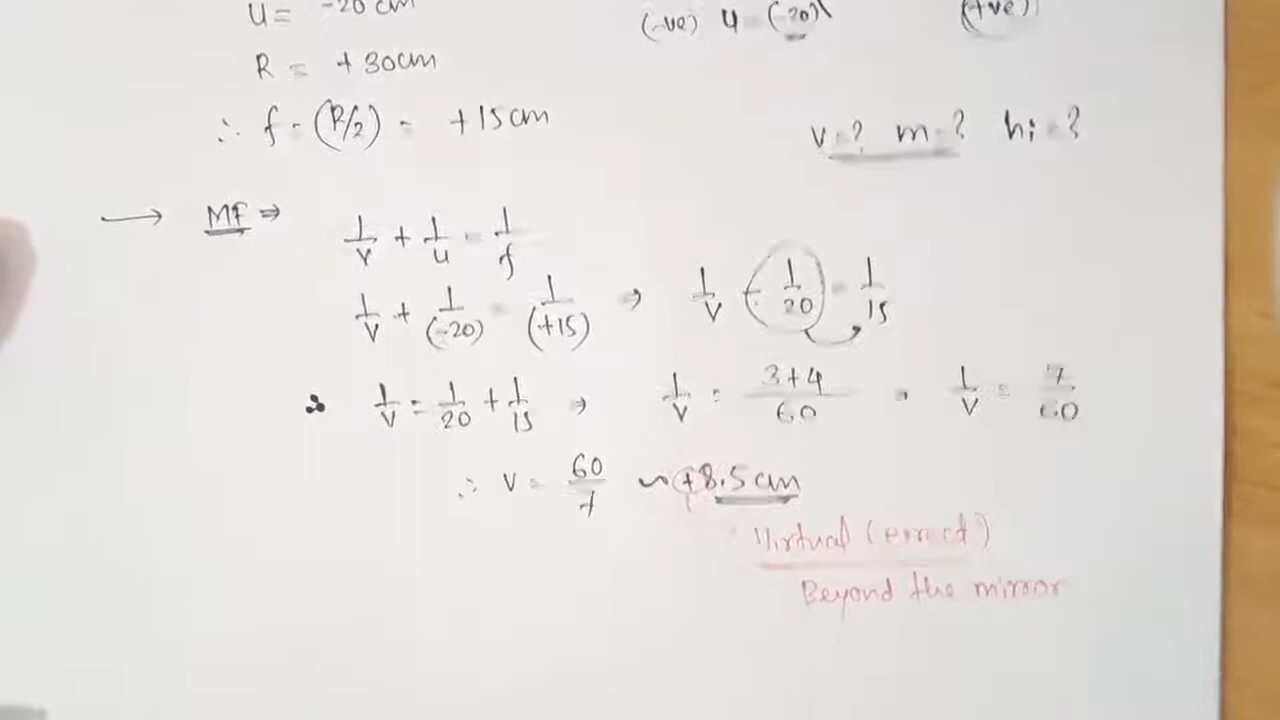 u = -20 cm
(-ve) u = (-20) (+ve)
R = +30cm
∴ f = (R/2) = +15cm
v = ? m = ? hi = ?
→ Mf ⇒ 1/v + 1/u = 1/f
1/v + 1/(-20) = 1/(+15) ⇒ 1/v - 1/20 = 1/15
∴ 1/v = 1/20 + 1/15 ⇒ 1/v = 3+4/60 = 1/v = 7/60
∴ v = 60/7 ~ +8.5 cm
Virtual (errect)
Beyond the mirror